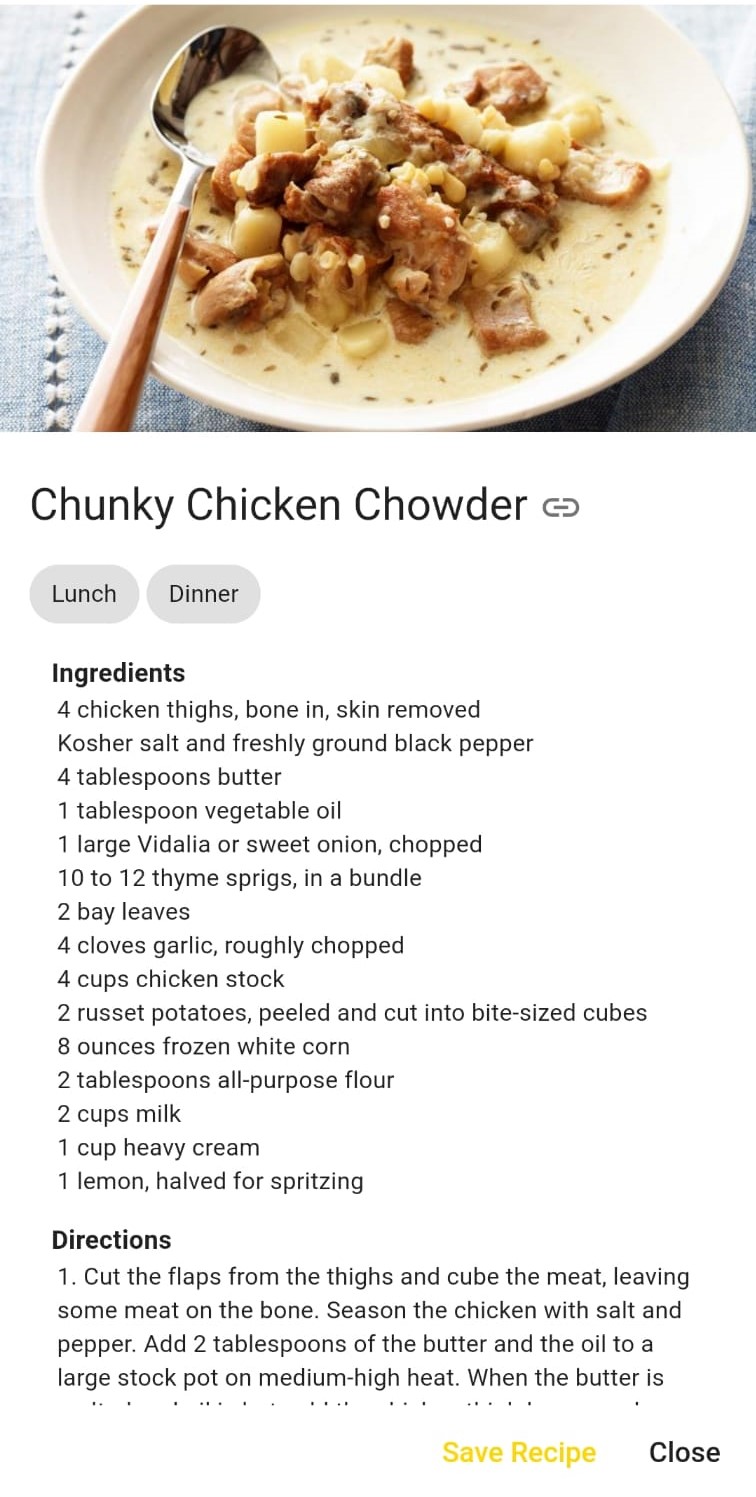 Chunky Chicken Chowder
Lunch Dinner
Ingredients
4 chicken thighs, bone in, skin removed
Kosher salt and freshly ground black pepper
4 tablespoons butter
1 tablespoon vegetable oil
1 large Vidalia or sweet onion, chopped
10 to 12 thyme sprigs, in a bundle
2 bay leaves
4 cloves garlic, roughly chopped
4 cups chicken stock
2 russet potatoes, peeled and cut into bite-sized cubes
8 ounces frozen white corn
2 tablespoons all-purpose flour
2 cups milk
1 cup heavy cream
1 lemon, halved for spritzing
Directions
1. Cut the flaps from the thighs and cube the meat, leaving
some meat on the bone. Season the chicken with salt and
pepper. Add 2 tablespoons of the butter and the oil to a
large stock pot on medium-high heat. When the butter is
Save Recipe Close